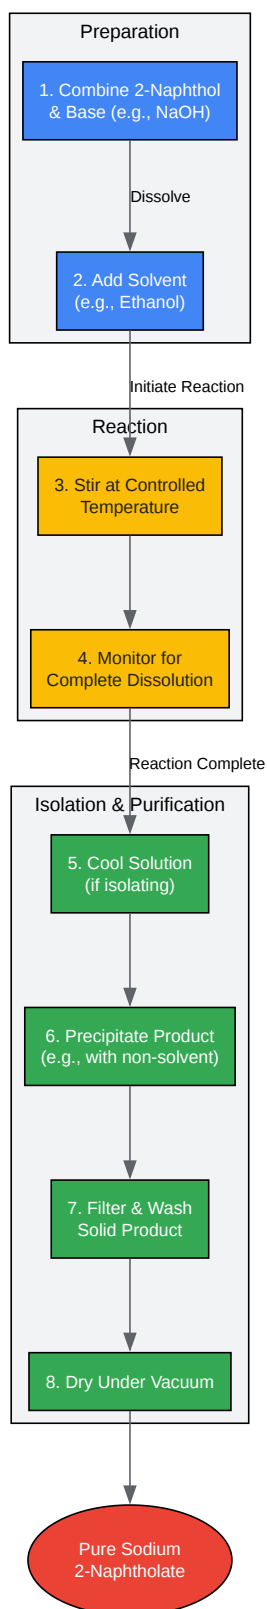 Preparation
1. Combine 2-Naphthol
& Base (e.g., NaOH)
Dissolve
2. Add Solvent
(e.g., Ethanol)
Initiate Reaction
Reaction
3. Stir at Controlled
Temperature
4. Monitor for
Complete Dissolution
Reaction Complete
Isolation & Purification
5. Cool Solution
(if isolating)
6. Precipitate Product
(e.g., with non-solvent)
7. Filter & Wash
Solid Product
8. Dry Under Vacuum
Pure Sodium
2-Naphtholate